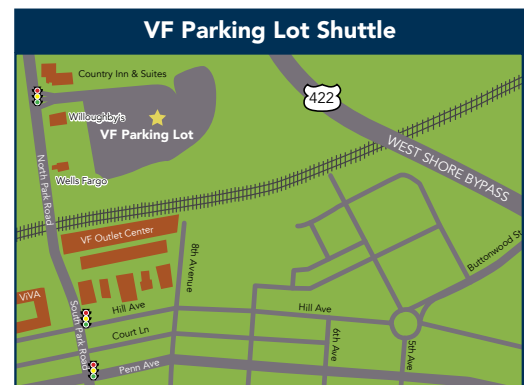 VF Parking Lot Shuttle
Country Inn & Suites
422
Willoughby's
VF Parking Lot
WEST SHORE BYPASS
North Park Road
Wells Fargo
VF Outlet Center
8th Avenue
Buttonwood St
ViVA
South Park Road
Hill Ave
Hill Ave
Court Ln
6th Ave
5th Ave
Penn Ave